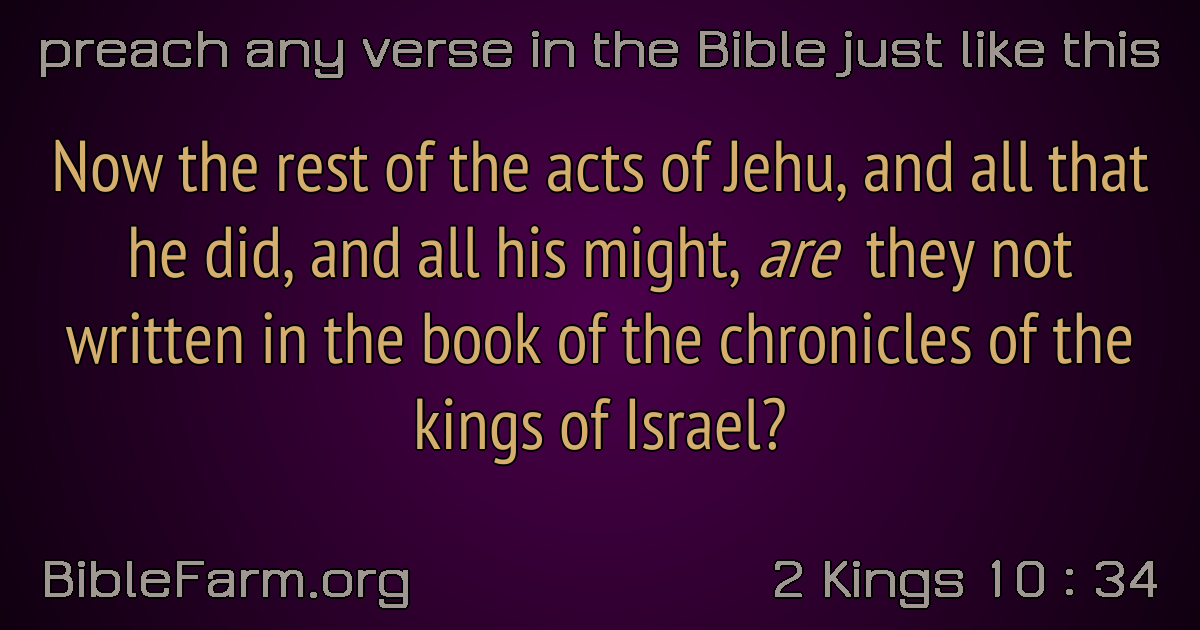 preach any verse in the Bible just like this
Now the rest of the acts of Jehu, and all that
he did, and all his might, are they not
written in the book of the chronicles of the
kings of Israel?
BibleFarm.org
2 Kings 10 : 34